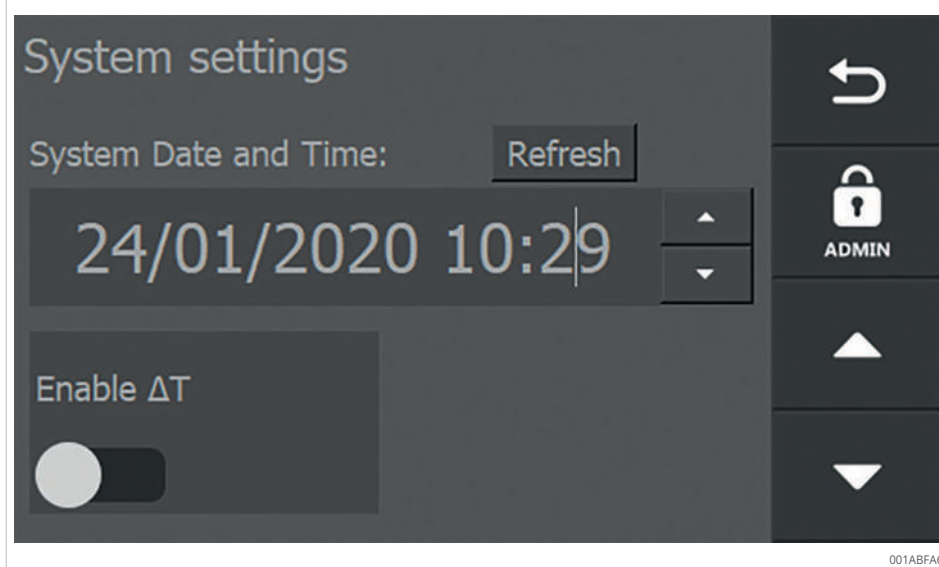 System settings
System Date and Time:
Refresh
24/01/2020 10:29
ADMIN
Enable ΔT